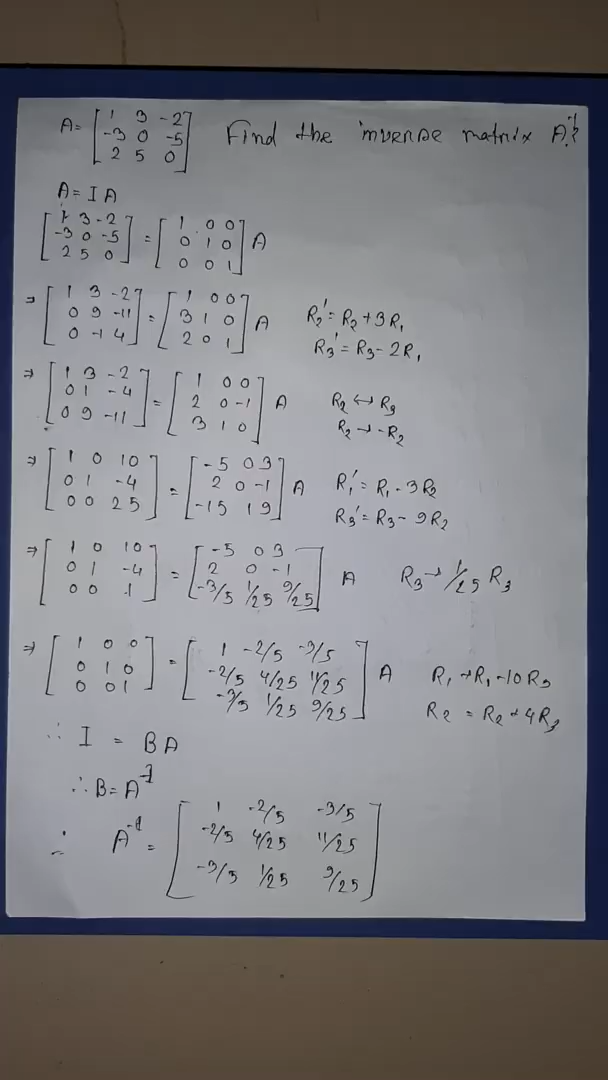 A = [ 1 3 -2 ; -3 0 -5 ; 2 5 0 ] Find the inverse matrix A⁻¹?
A = I A
[ 1 3 -2 ; -3 0 -5 ; 2 5 0 ] = [ 1 0 0 ; 0 1 0 ; 0 0 1 ] A
⇒ [ 1 3 -2 ; 0 9 -11 ; 0 -1 4 ] = [ 1 0 0 ; 3 1 0 ; 2 0 1 ] A R₂' = R₂ + 3R₁
R₃' = R₃ - 2R₁
⇒ [ 1 3 -2 ; 0 1 -4 ; 0 9 -11 ] = [ 1 0 0 ; 2 0 -1 ; 3 1 0 ] A R₂ ↔ R₃
R₂ → -R₂
⇒ [ 1 0 10 ; 0 1 -4 ; 0 0 25 ] = [ -5 0 3 ; 2 0 -1 ; -15 1 9 ] A R₁' = R₁ - 3R₂
R₃' = R₃ - 9R₂
⇒ [ 1 0 10 ; 0 1 -4 ; 0 0 1 ] = [ -5 0 3 ; 2 0 -1 ; -3/5 1/25 9/25 ] A R₃ → 1/25 R₃
⇒ [ 1 0 0 ; 0 1 0 ; 0 0 1 ] = [ 1 -2/5 -3/5 ; -2/5 4/25 11/25 ; -3/5 1/25 9/25 ] A R₁ → R₁ - 10R₃
R₂ = R₂ + 4R₃
∴ I = BA
∴ B = A⁻¹
∴ A⁻¹ = [ 1 -2/5 -3/5 ; -2/5 4/25 11/25 ; -3/5 1/25 9/25 ]